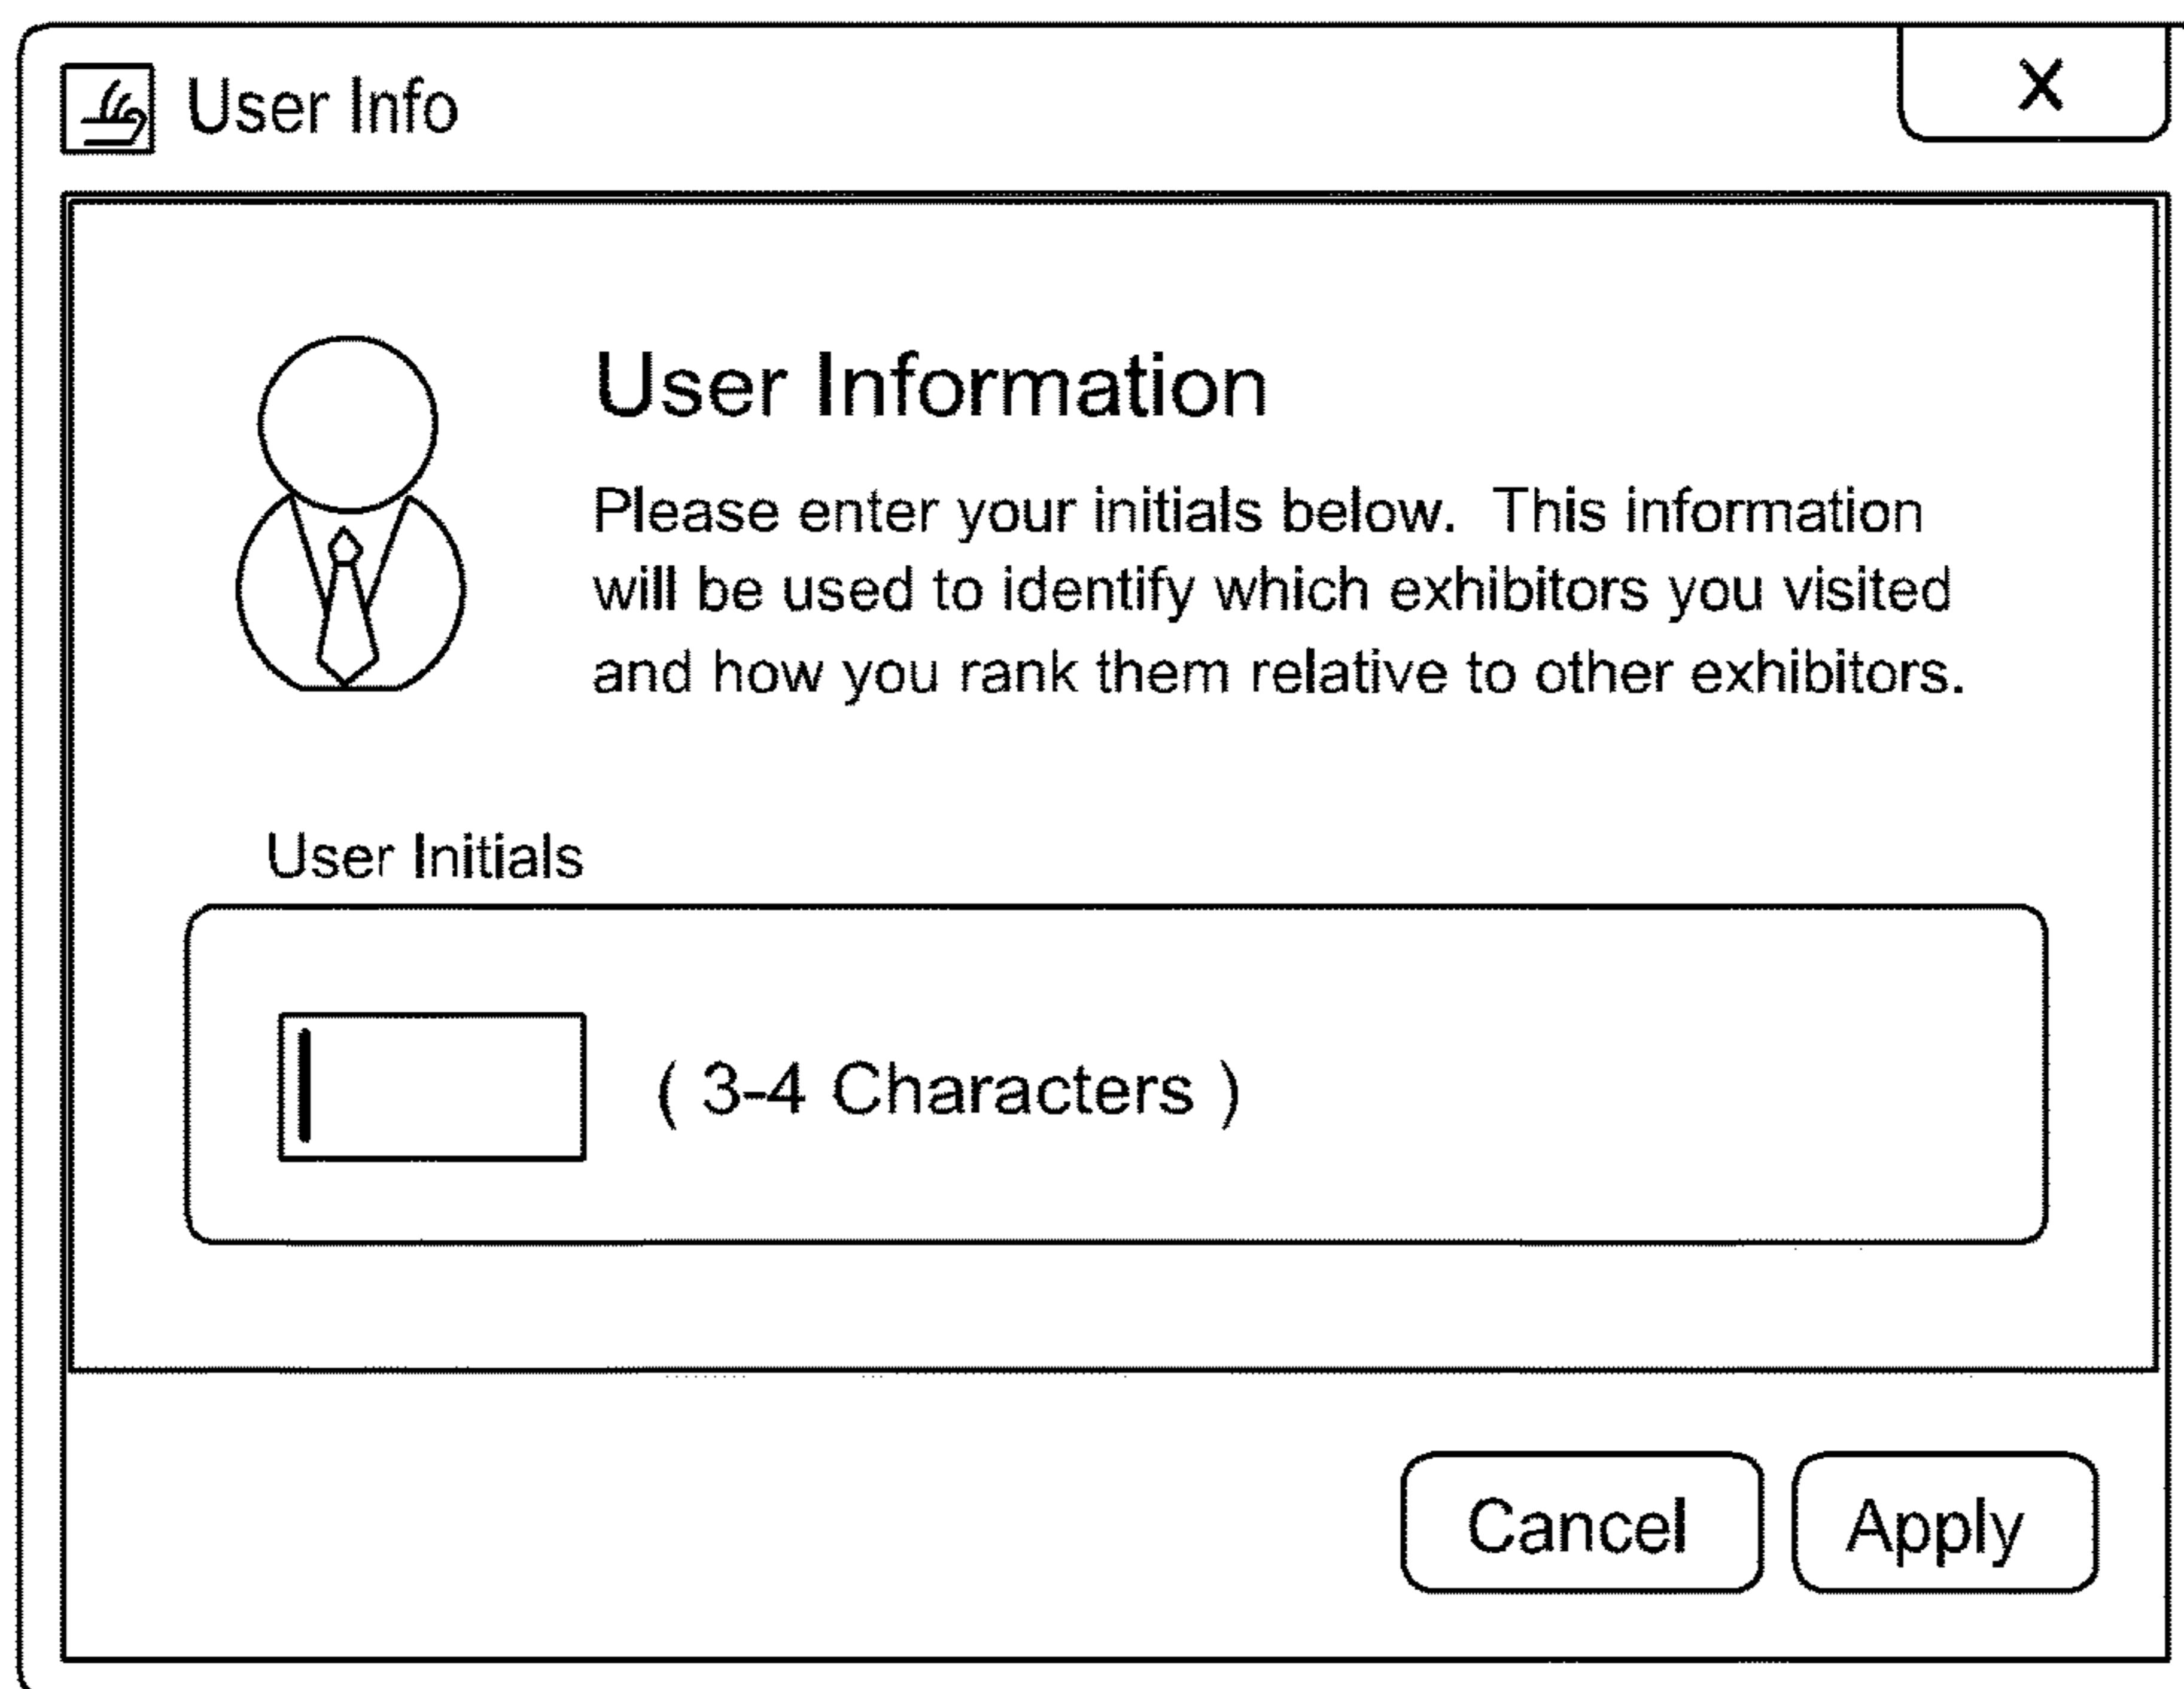 User Info
X
User Information
Please enter your initials below.  This information
will be used to identify which exhibitors you visited
and how you rank them relative to other exhibitors.
User Initials
( 3-4 Characters )
Cancel Apply